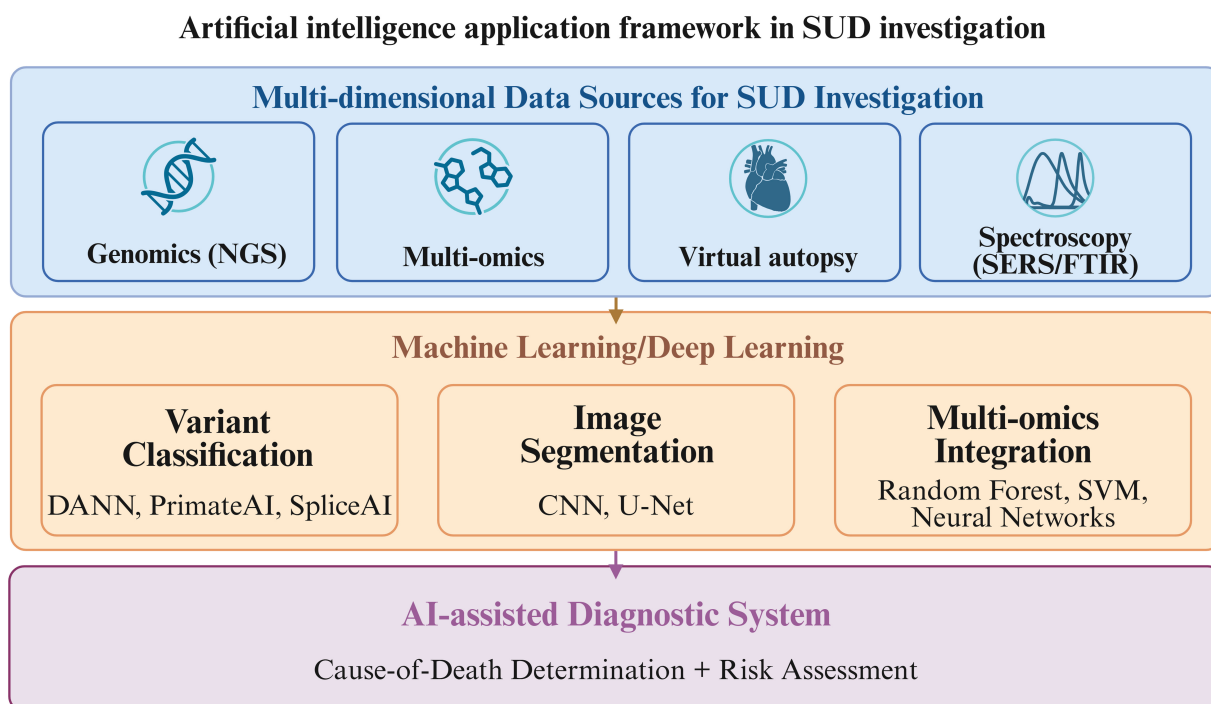 Artificial intelligence application framework in SUD investigation
Multi-dimensional Data Sources for SUD Investigation
Genomics (NGS)
Multi-omics
Virtual autopsy
Spectroscopy
(SERS/FTIR)
Machine Learning/Deep Learning
Variant
Classification
DANN, PrimateAI, SpliceAI
Image
Segmentation
CNN, U-Net
Multi-omics
Integration
Random Forest, SVM,
Neural Networks
AI-assisted Diagnostic System
Cause-of-Death Determination + Risk Assessment